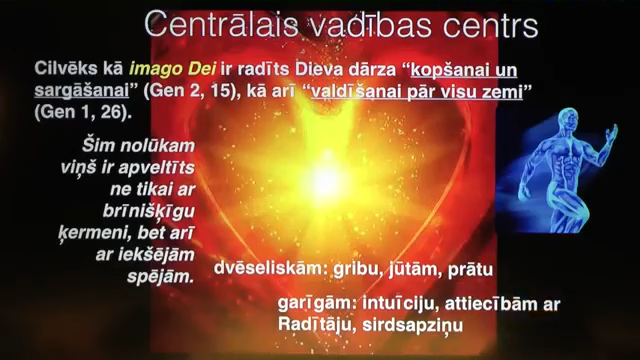 Centrālais vadības centrs
Cilvēks kā imago Dei ir radīts Dieva dārza “kopšanai un
sargāšanai” (Gen 2, 15), kā arī “valdīšanai pār visu zemi”
(Gen 1, 26).
Šim nolūkam
viņš ir apveltīts
ne tikai ar
brīnišķīgu
ķermeni, bet arī
ar iekšējām
spējām.
dvēseliskām: gribu, jūtām, prātu
garīgām: intuīciju, attiecībām ar
Radītāju, sirdsapziņu